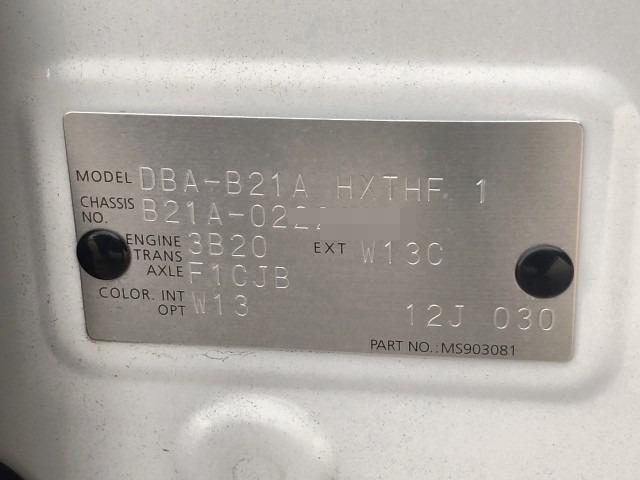 MODEL DBA-B21A HXTHF 1
CHASSIS NO. B21A-022
ENGINE 3B20 EXT W13C
TRANS AXLE F1CJB
COLOR. INT W13
OPT 12J 030
PART NO.:MS903081